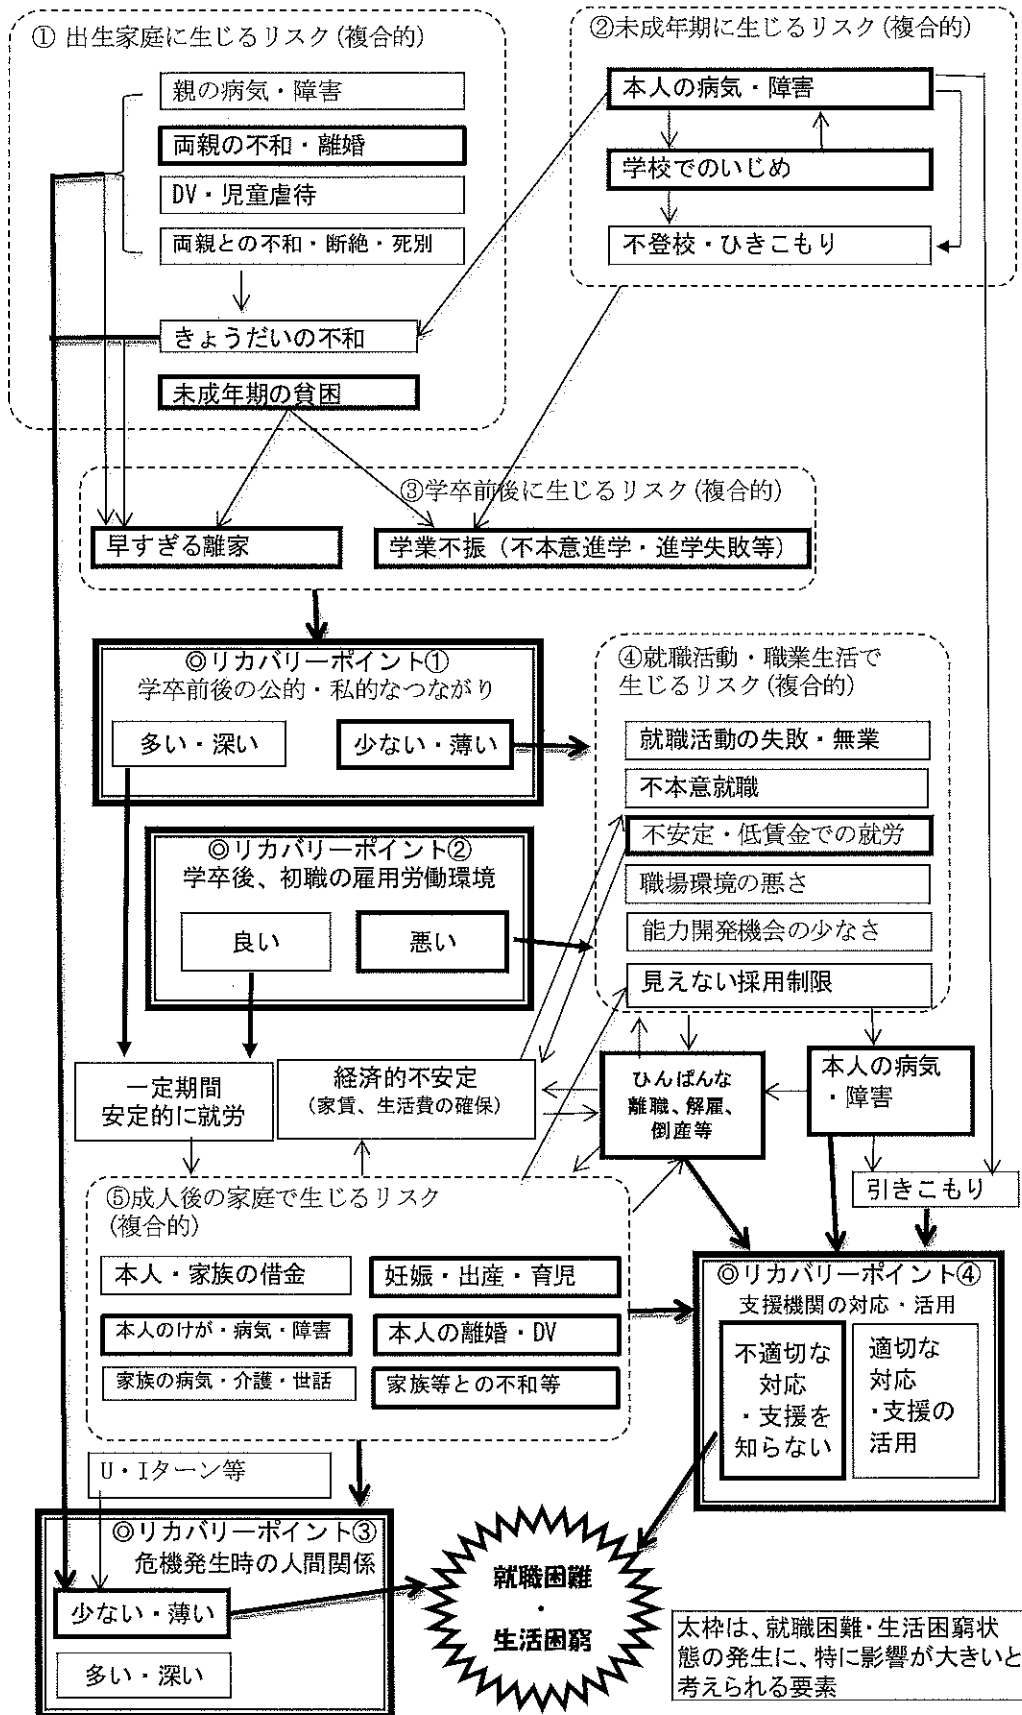 ① 出生家庭に生じるリスク(複合的)
親の病気・障害
両親の不和・離婚
DV・児童虐待
両親との不和・断絶・死別
きょうだいの不和
未成年期の貧困
②未成年期に生じるリスク(複合的)
本人の病気・障害
学校でのいじめ
不登校・ひきこもり
③学卒前後に生じるリスク(複合的)
早すぎる離家
学業不振(不本意進学・進学失敗等)
◎リカバリーポイント①
学卒前後の公的・私的なつながり
多い・深い
少ない・薄い
④就職活動・職業生活で
生じるリスク(複合的)
就職活動の失敗・無業
不本意就職
不安定・低賃金での就労
職場環境の悪さ
能力開発機会の少なさ
見えない採用制限
◎リカバリーポイント②
学卒後、初職の雇用労働環境
良い
悪い
一定期間
安定的に就労
経済的不安定
(家賃、生活費の確保)
ひんぱんな
離職、解雇、
倒産等
本人の病気
・障害
引きこもり
⑤成人後の家庭で生じるリスク
(複合的)
本人・家族の借金
妊娠・出産・育児
本人のけが・病気・障害
本人の離婚・DV
家族の病気・介護・世話
家族等との不和等
◎リカバリーポイント④
支援機関の対応・活用
不適切な
対応
・支援を
知らない
適切な
対応
・支援の
活用
U・Iターン等
◎リカバリーポイント③
危機発生時の人間関係
少ない・薄い
多い・深い
就職困難
・
生活困窮
太枠は、就職困難・生活困窮状
態の発生に、特に影響が大きいと
考えられる要素